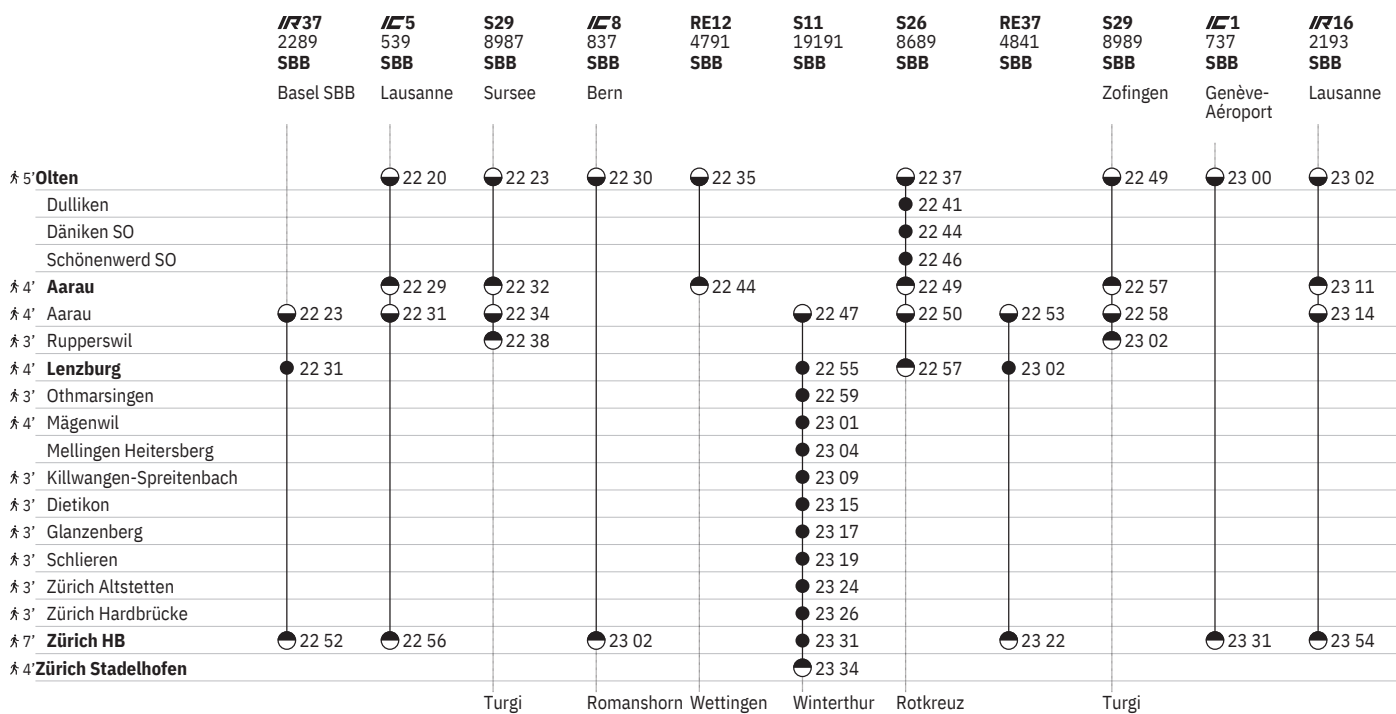 IR37 IC5 S29 IC8 RE12 S11 S26 RE37 S29 IC1 IR16
2289 539 8987 837 4791 19191 8689 4841 8989 737 2193
SBB SBB SBB SBB SBB SBB SBB SBB SBB SBB SBB
Basel SBB Lausanne Sursee Bern Zofingen Genève- Lausanne
Aéroport
5' Olten 22 20 22 23 22 30 22 35 22 37 22 49 23 00 23 02
Dulliken 22 41
Däniken SO 22 44
Schönenwerd SO 22 46
4' Aarau 22 29 22 32 22 44 22 49 22 57 23 11
4' Aarau 22 23 22 31 22 34 22 47 22 50 22 53 22 58 23 14
3' Rupperswil 22 38 23 02
4' Lenzburg 22 31 22 55 22 57 23 02
3' Othmarsingen 22 59
4' Mägenwil 23 01
Mellingen Heitersberg 23 04
3' Killwangen-Spreitenbach 23 09
3' Dietikon 23 15
3' Glanzenberg 23 17
3' Schlieren 23 19
3' Zürich Altstetten 23 24
3' Zürich Hardbrücke 23 26
7' Zürich HB 22 52 22 56 23 02 23 31 23 22 23 31 23 54
4' Zürich Stadelhofen 23 34
Turgi Romanshorn Wettingen Winterthur Rotkreuz Turgi